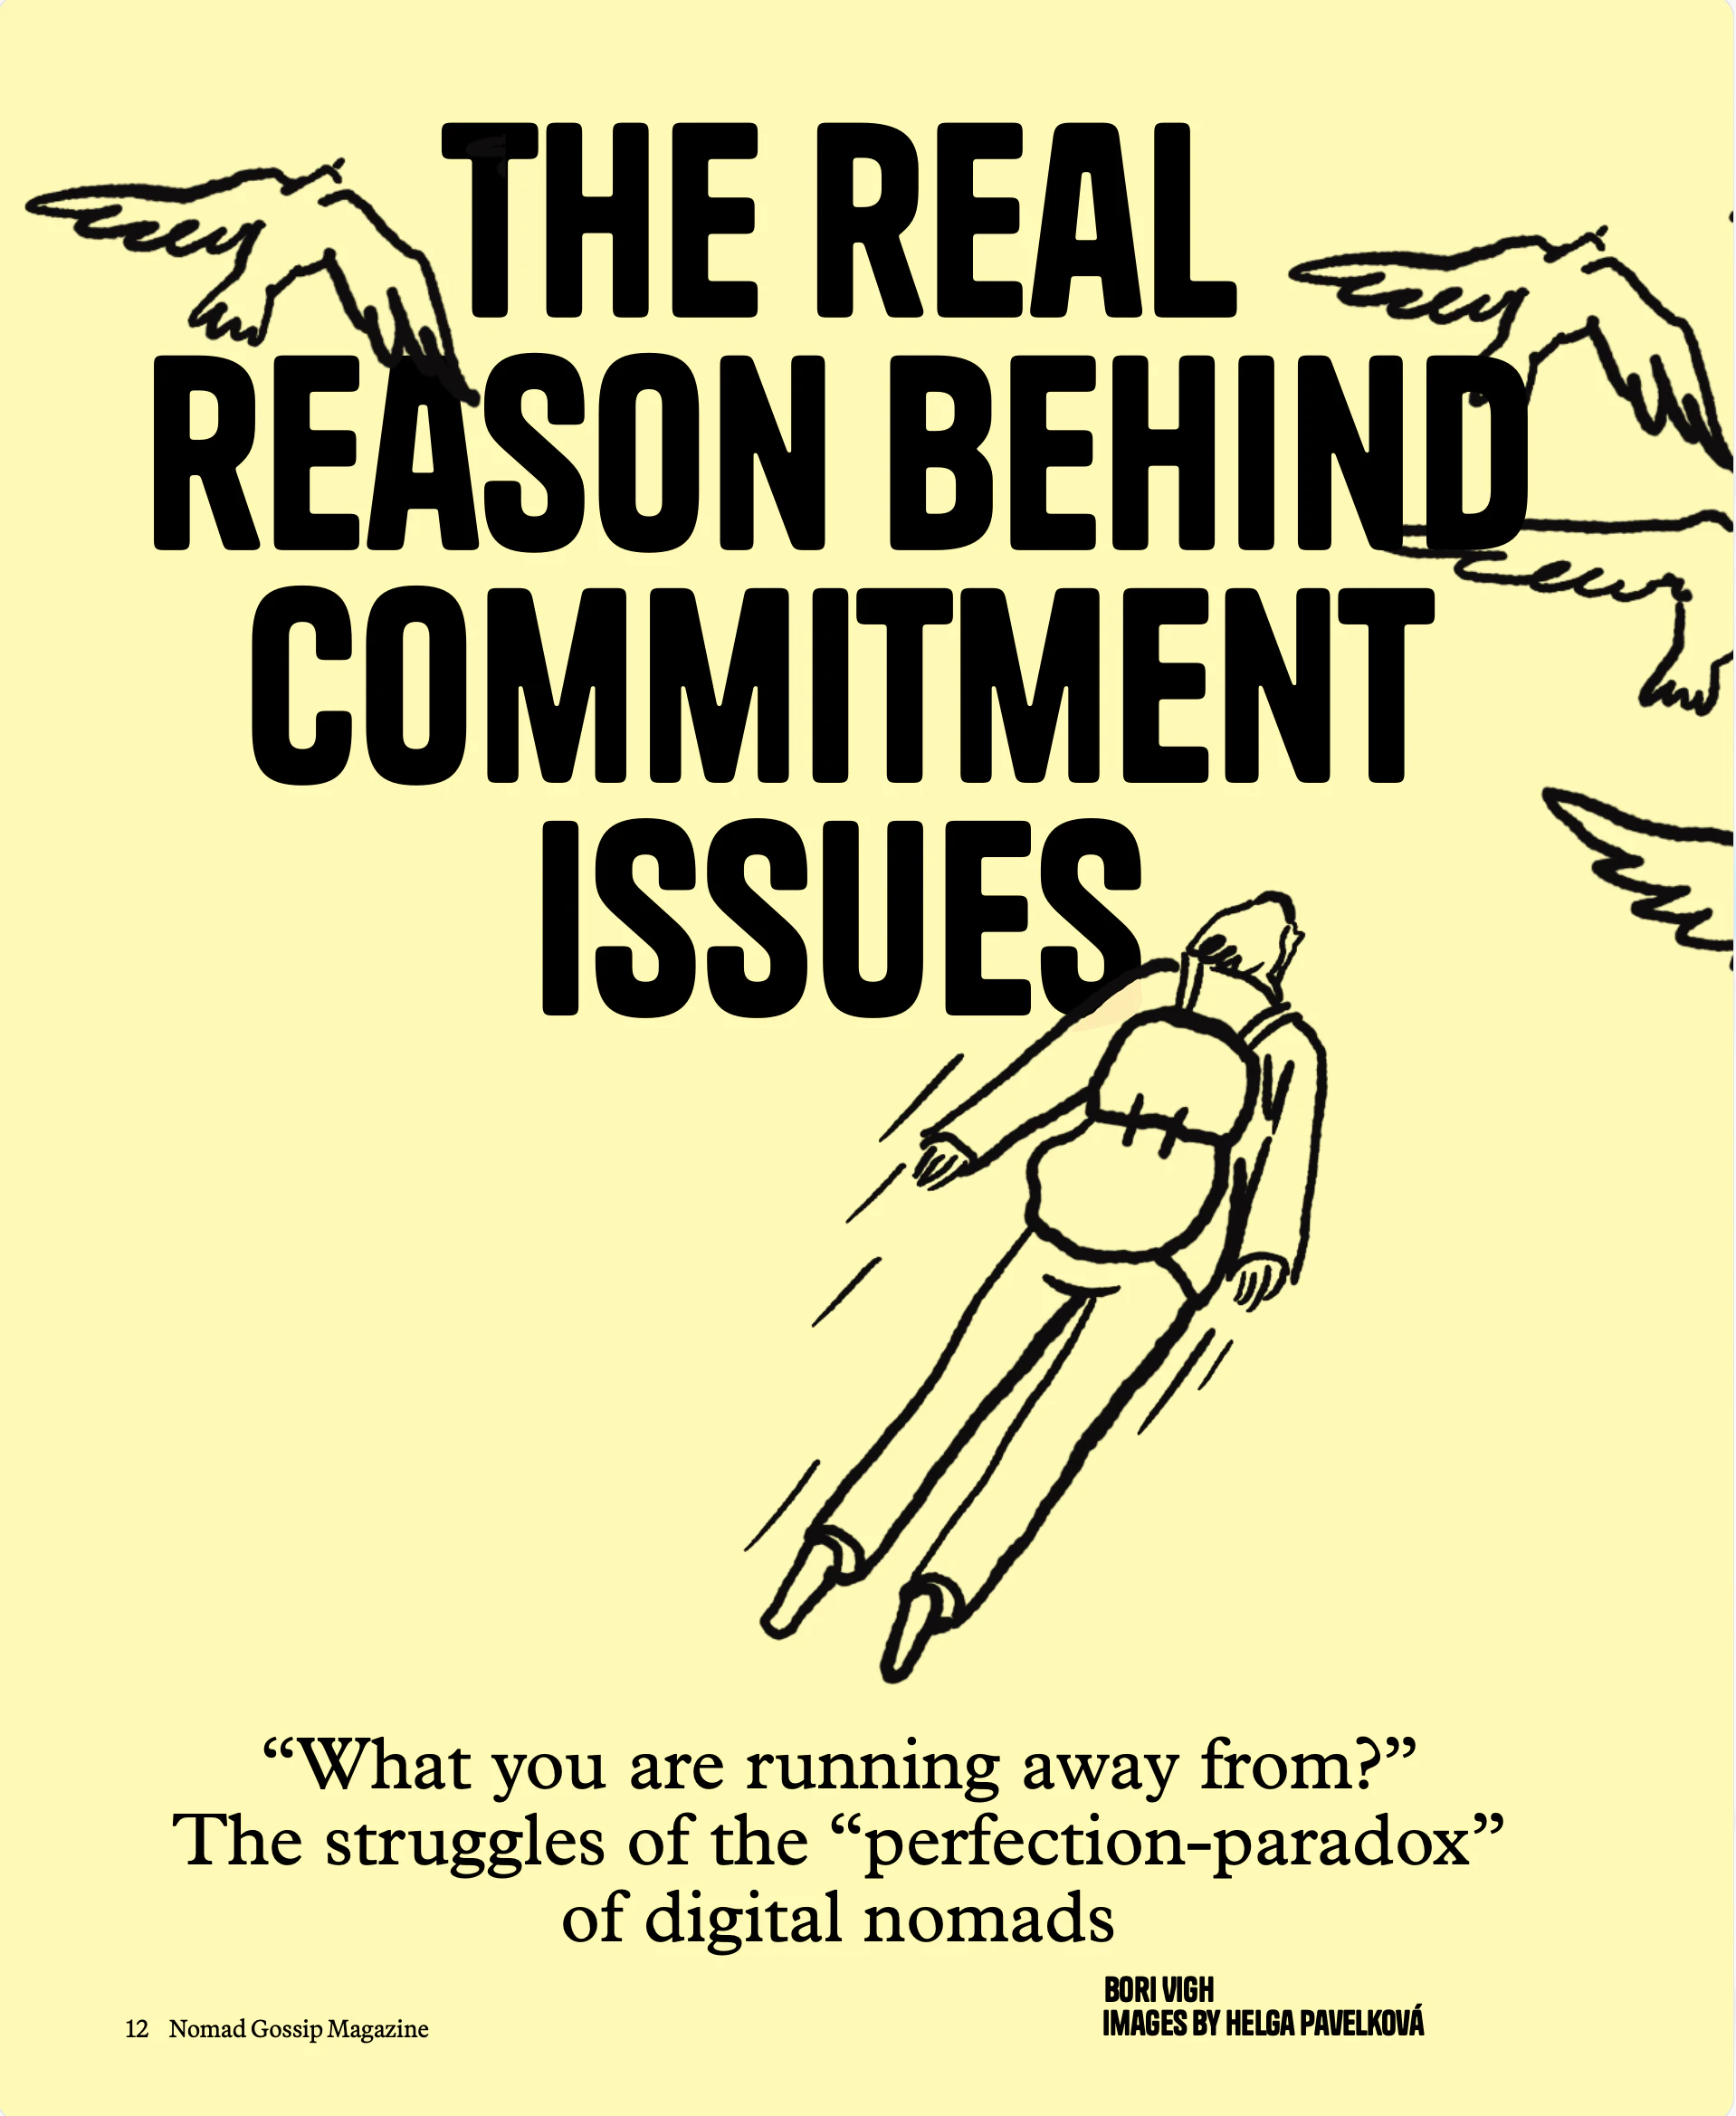 THE REAL
REASON BEHIND
COMMITMENT
ISSUES
“What you are running away from?”
The struggles of the “perfection-paradox”
of digital nomads
BORI VIGH
IMAGES BY HELGA PAVELKOVÁ
12 Nomad Gossip Magazine